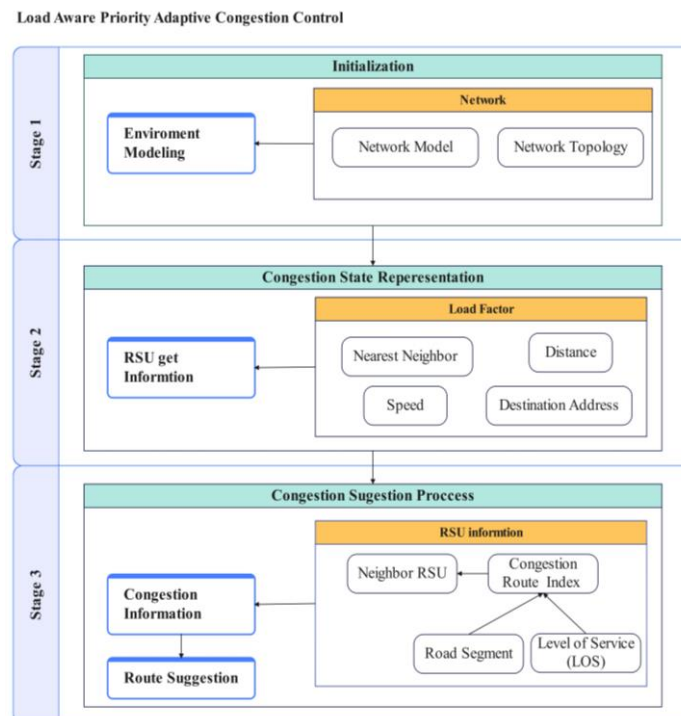 Load Aware Priority Adaptive Congestion Control
Stage 1
Initialization
Network
Enviroment
Modeling
Network Model
Network Topology
Stage 2
Congestion State Reperesentation
Load Factor
RSU get
Informtion
Nearest Neighbor
Distance
Speed
Destination Address
Stage 3
Congestion Sugestion Proccess
RSU informtion
Neighbor RSU
Congestion
Route Index
Congestion
Information
Road Segment
Level of Service
(LOS)
Route Suggestion